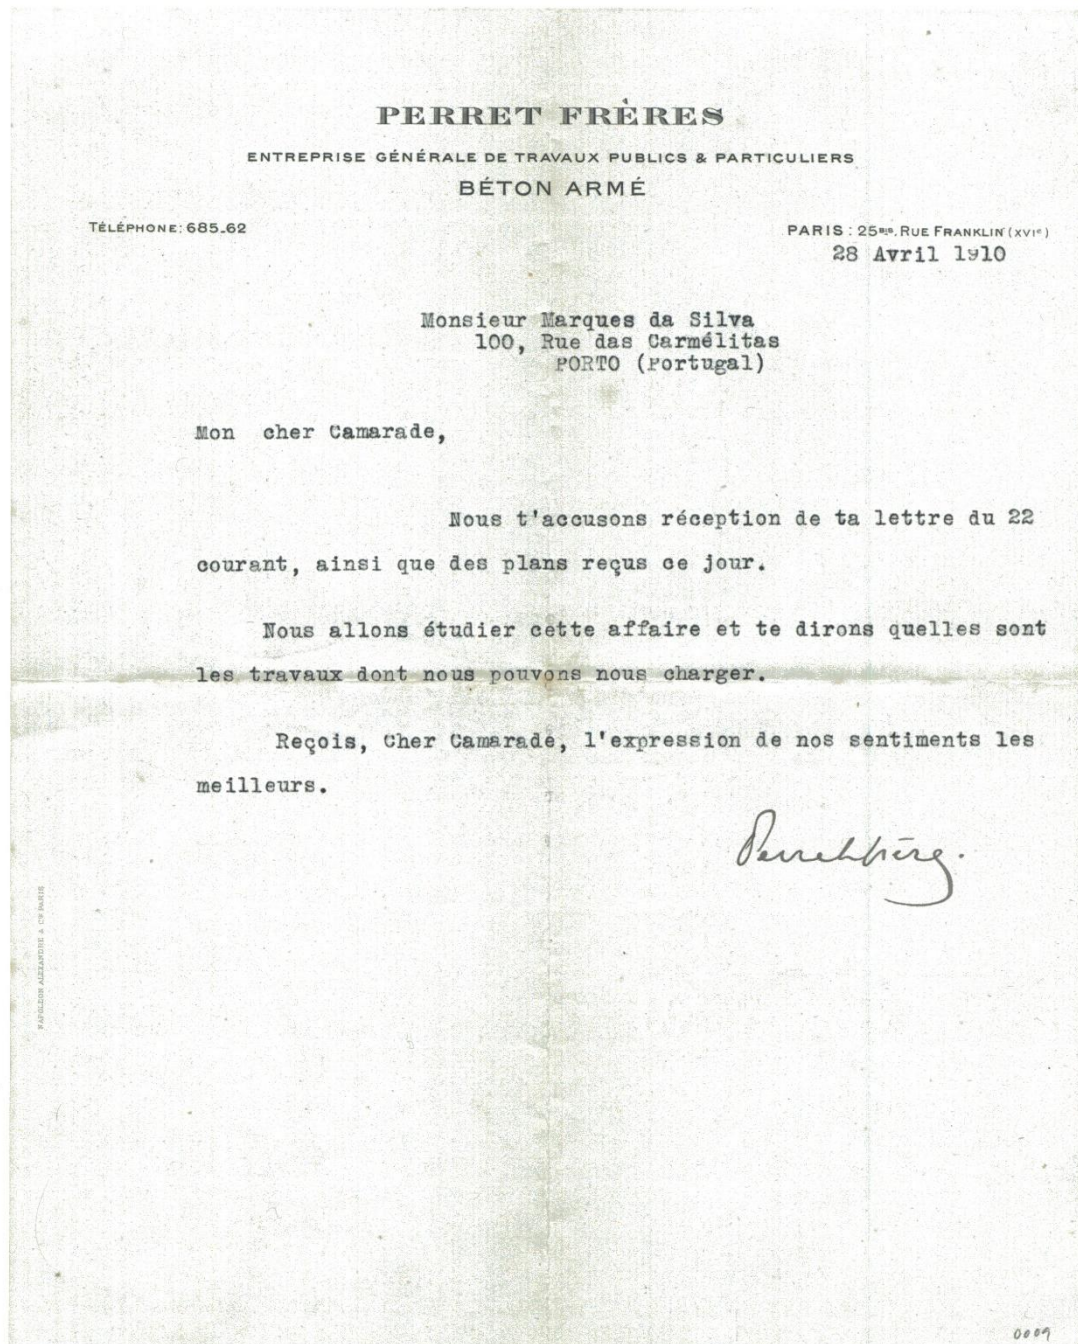 PERRET FRÈRES
ENTREPRISE GÉNÉRALE DE TRAVAUX PUBLICS & PARTICULIERS
BÉTON ARMÉ
TÉLÉPHONE: 685-62
PARIS : 25BIS, RUE FRANKLIN (XVIe)
28 Avril 1910
Monsieur Marques da Silva
100, Rue das Carmélitas
PORTO (Portugal)
Mon cher Camarade,
Nous t'accusons réception de ta lettre du 22
courant, ainsi que des plans reçus ce jour.
Nous allons étudier cette affaire et te dirons quelles sont
les travaux dont nous pouvons nous charger.
Reçois, Cher Camarade, l'expression de nos sentiments les
meilleurs.
Perret frères.
NAPOLEON ALEXANDRE & Cie PARIS
0009